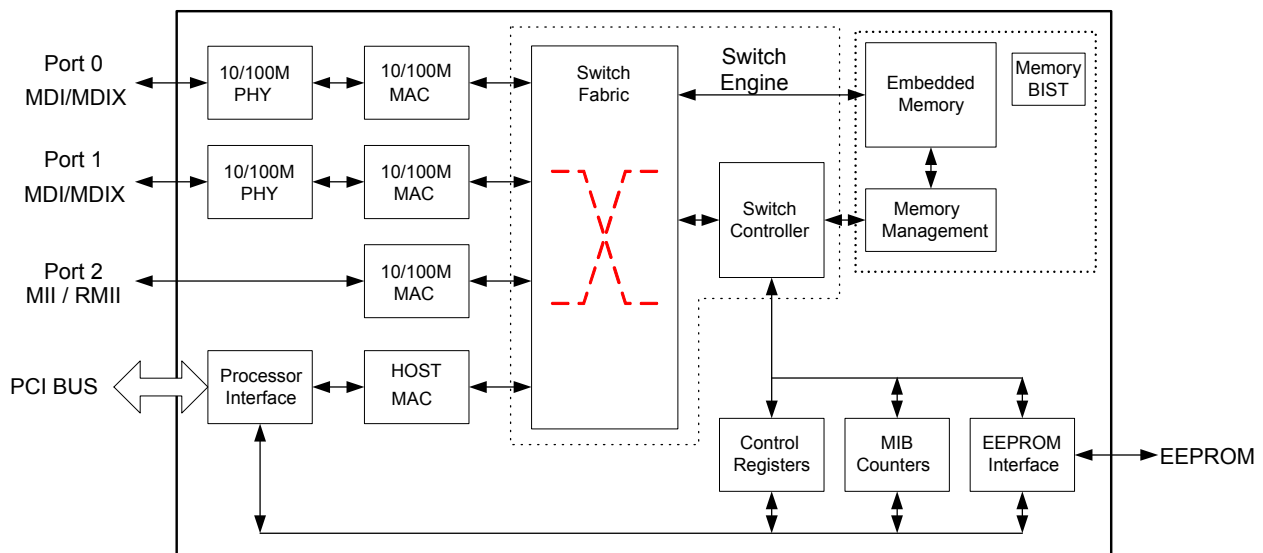 Port 0
MDI/MDIX
10/100M
PHY
10/100M
MAC
Switch
Fabric
Switch
Engine
Embedded
Memory
Memory
BIST
Port 1
MDI/MDIX
10/100M
PHY
10/100M
MAC
Switch
Controller
Memory
Management
Port 2
MII / RMII
10/100M
MAC
PCI BUS
Processor
Interface
HOST
MAC
Control
Registers
MIB
Counters
EEPROM
Interface
EEPROM